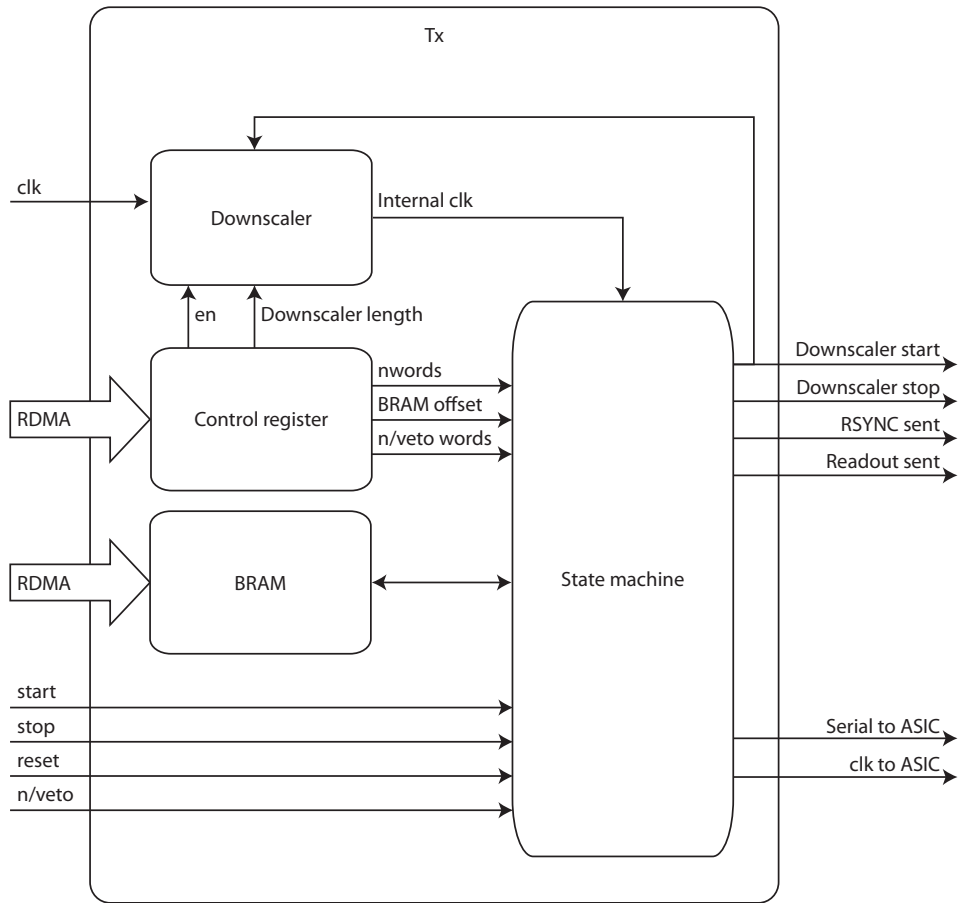 Tx
clk
Downscaler
Internal clk
en
Downscaler length
Downscaler start
Downscaler stop
RSYNC sent
Readout sent
RDMA
Control register
nwords
BRAM offset
n/veto words
RDMA
BRAM
State machine
start
stop
reset
n/veto
Serial to ASIC
clk to ASIC